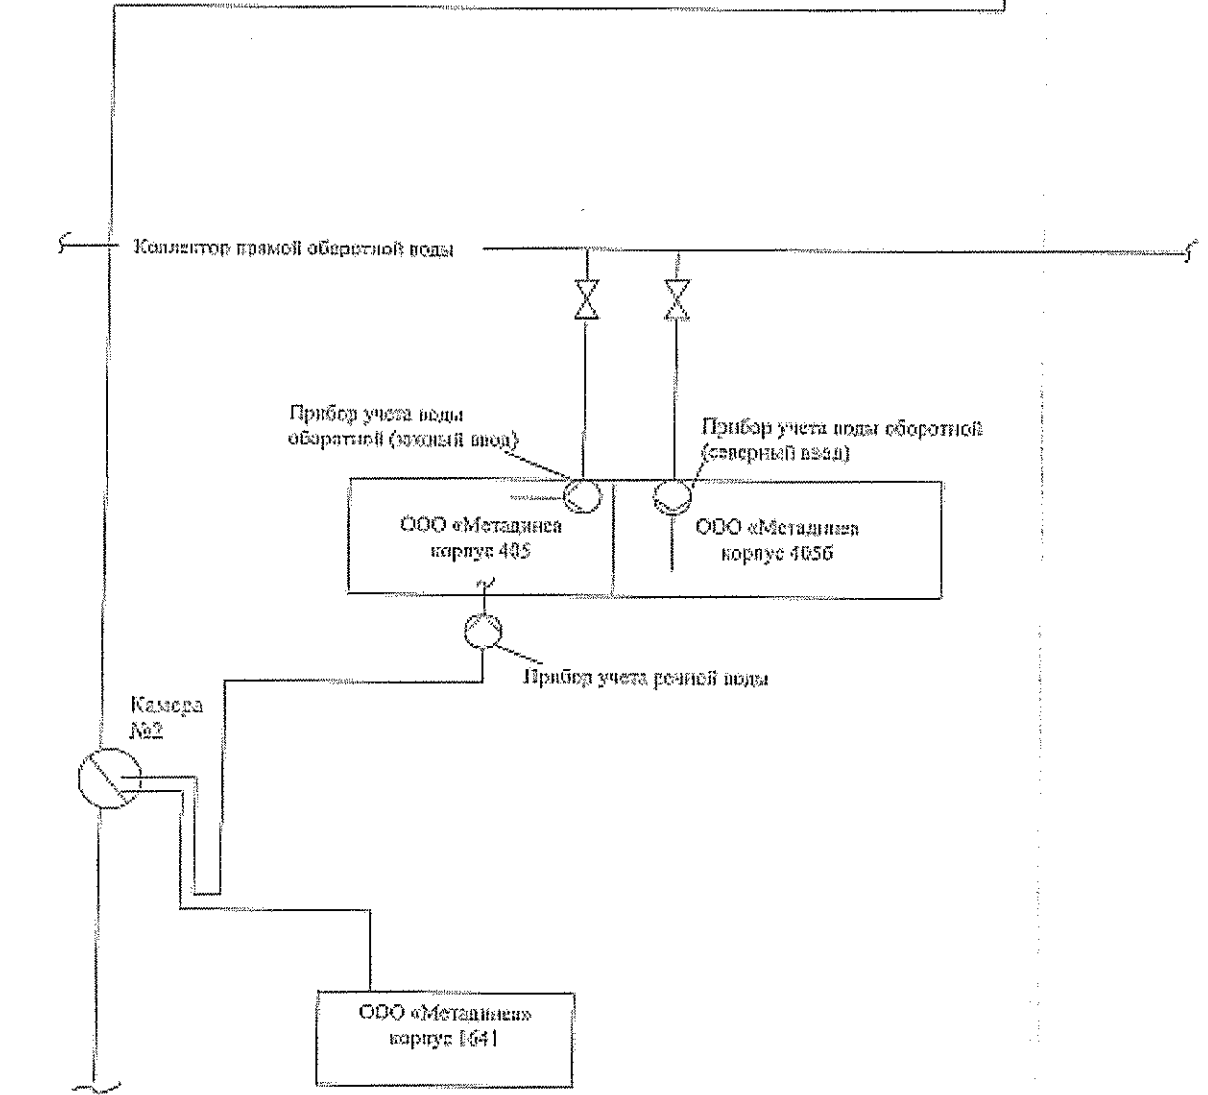 Коллектор прямой оборотной воды
Прибор учета воды
оборотной (южный ввод)
Прибор учета воды оборотной
(северный ввод)
ООО «Метадинеа
корпус 405
ООО «Метадинеа
корпус 405б
Прибор учета речной воды
Камера
№2
ООО «Метадинеа»
корпус 1641